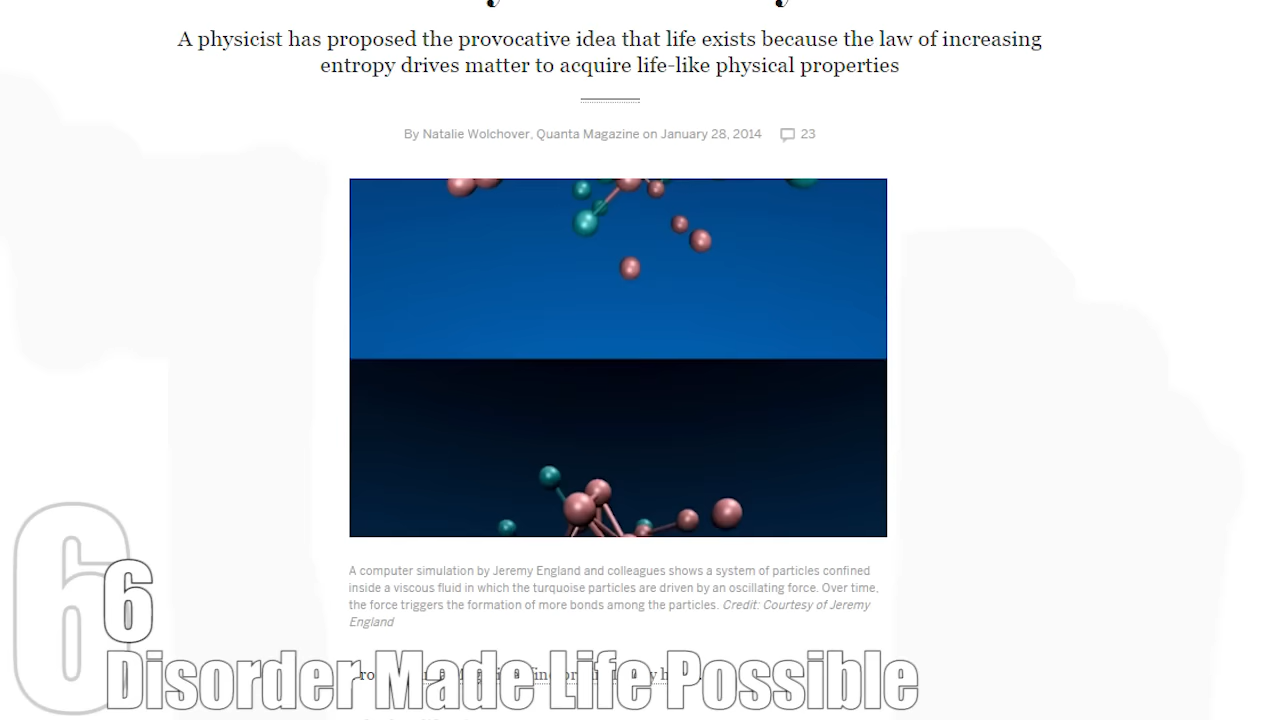 A physicist has proposed the provocative idea that life exists because the law of increasing
entropy drives matter to acquire life-like physical properties
By Natalie Wolchover, Quanta Magazine on January 28, 2014 23
A computer simulation by Jeremy England and colleagues shows a system of particles confined
inside a viscous fluid in which the turquoise particles are driven by an oscillating force. Over time,
the force triggers the formation of more bonds among the particles. Credit: Courtesy of Jeremy
England
6
6
Disorder Made Life Possible